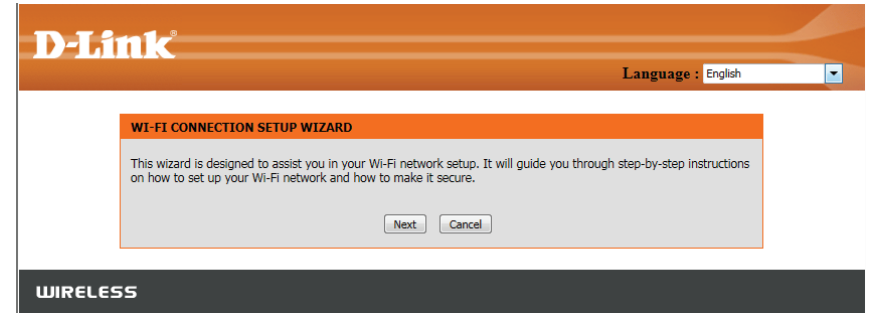 D-Link®
Language : English
WI-FI CONNECTION SETUP WIZARD
This wizard is designed to assist you in your Wi-Fi network setup. It will guide you through step-by-step instructions
on how to set up your Wi-Fi network and how to make it secure.
Next Cancel
WIRELESS